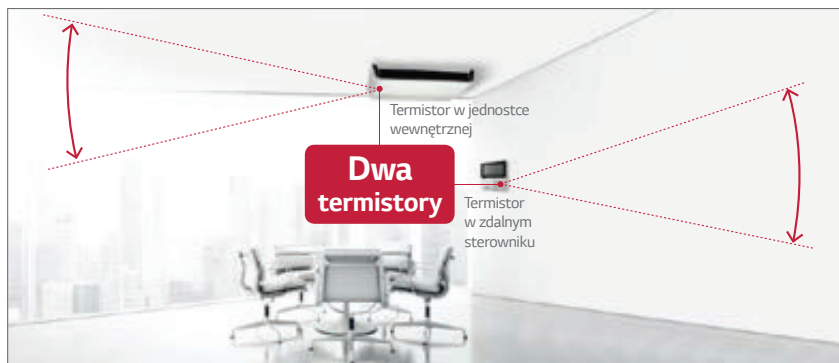 Termistor w jednostce
wewnętrznej
Dwa
termistory
Termistor
w zdalnym
sterowniku